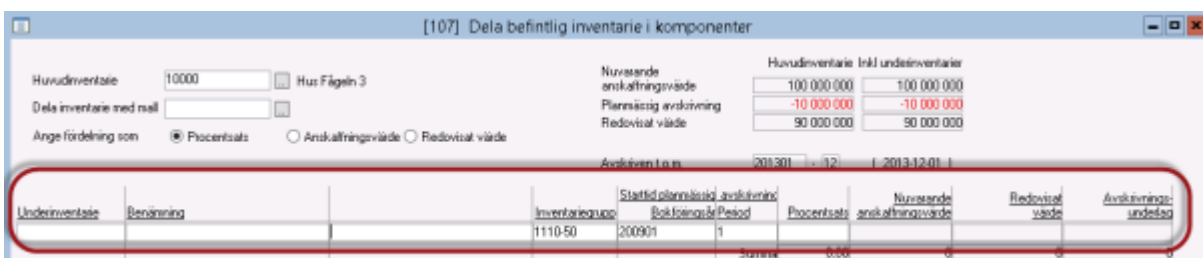 [107] Dela befintlig inventarie i komponenter
Huvudinventarie 10000 ... Hus Fågeln 3
Dela inventarie med mall ...
Ange fördelning som Procentsats Anskaffningsvärde Redovisat värde
Huvudinventarie Inkl underinventarier
Nuvarande
anskaffningsvärde 100 000 000 100 000 000
Planmässig avskrivning -10 000 000 -10 000 000
Redovisat värde 90 000 000 90 000 000
Avskriven t.o.m. 201301 - 12 ( 2013-12-01 )
Starttid planmässig avskrivning Nuvarande Redovisat Avskrivnings-
Underinventarie Benämning Inventariegrupp Bokföringsår Period Procentsats anskaffningsvärde värde underlag
1110-50 200901 1
Summa 0.00 0 0 0